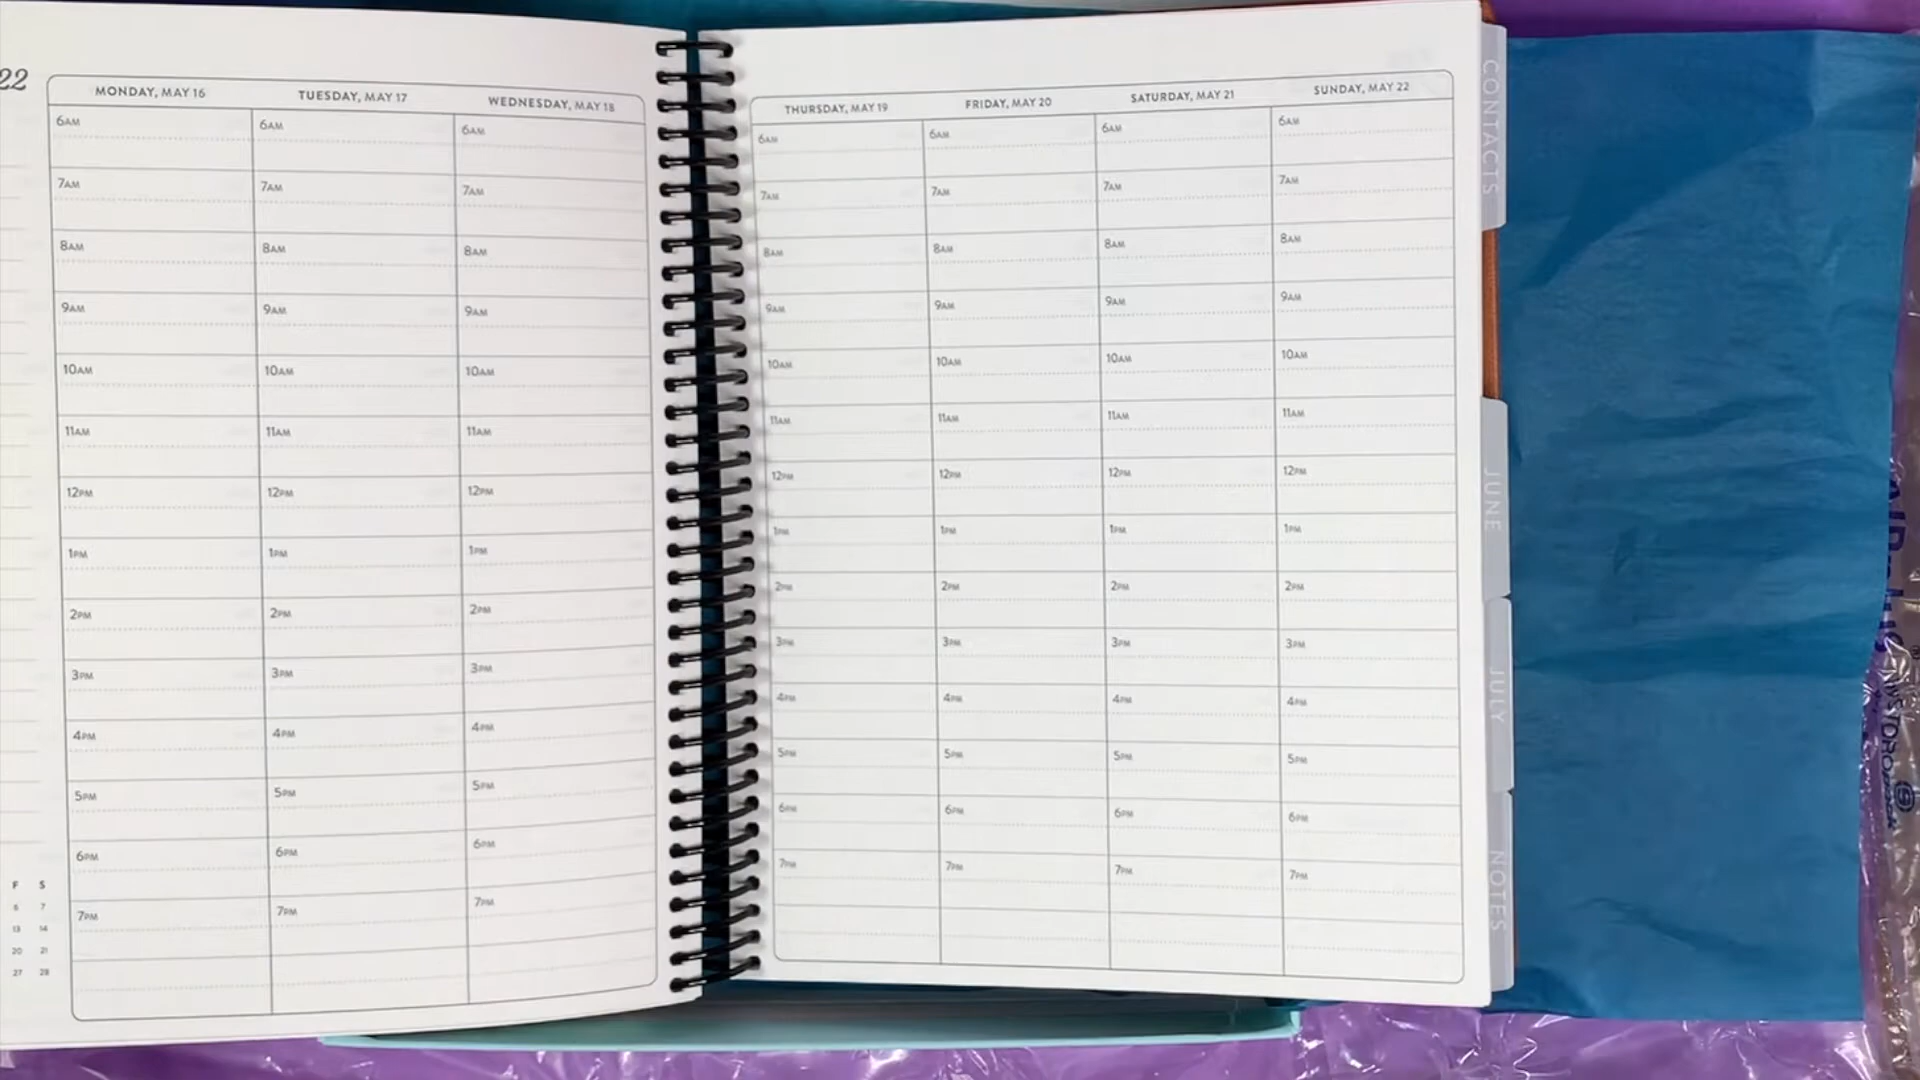 22
MONDAY, MAY 16 TUESDAY, MAY 17 WEDNESDAY, MAY 18
6AM 6AM 6AM
7AM 7AM 7AM
8AM 8AM 8AM
9AM 9AM 9AM
10AM 10AM 10AM
11AM 11AM 11AM
12PM 12PM 12PM
1PM 1PM 1PM
2PM 2PM 2PM
3PM 3PM 3PM
4PM 4PM 4PM
5PM 5PM 5PM
6PM 6PM 6PM
7PM 7PM 7PM
F S
6 7
13 14
20 21
27 28
THURSDAY, MAY 19 FRIDAY, MAY 20 SATURDAY, MAY 21 SUNDAY, MAY 22
6AM 6AM 6AM 6AM
7AM 7AM 7AM 7AM
8AM 8AM 8AM 8AM
9AM 9AM 9AM 9AM
10AM 10AM 10AM 10AM
11AM 11AM 11AM 11AM
12PM 12PM 12PM 12PM
1PM 1PM 1PM 1PM
2PM 2PM 2PM 2PM
3PM 3PM 3PM 3PM
4PM 4PM 4PM 4PM
5PM 5PM 5PM 5PM
6PM 6PM 6PM 6PM
7PM 7PM 7PM 7PM
CONTACTS
JUNE
JULY
NOTES